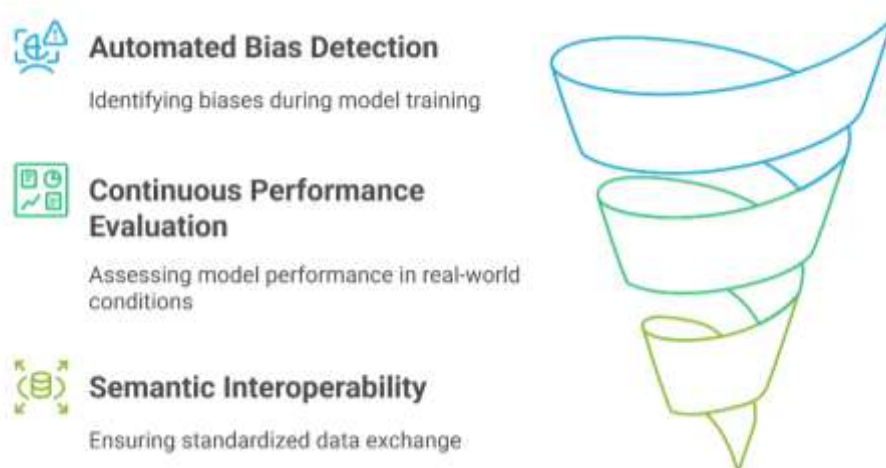 Automated Bias Detection
Identifying biases during model training
Continuous Performance
Evaluation
Assessing model performance in real-world
conditions
Semantic Interoperability
Ensuring standardized data exchange